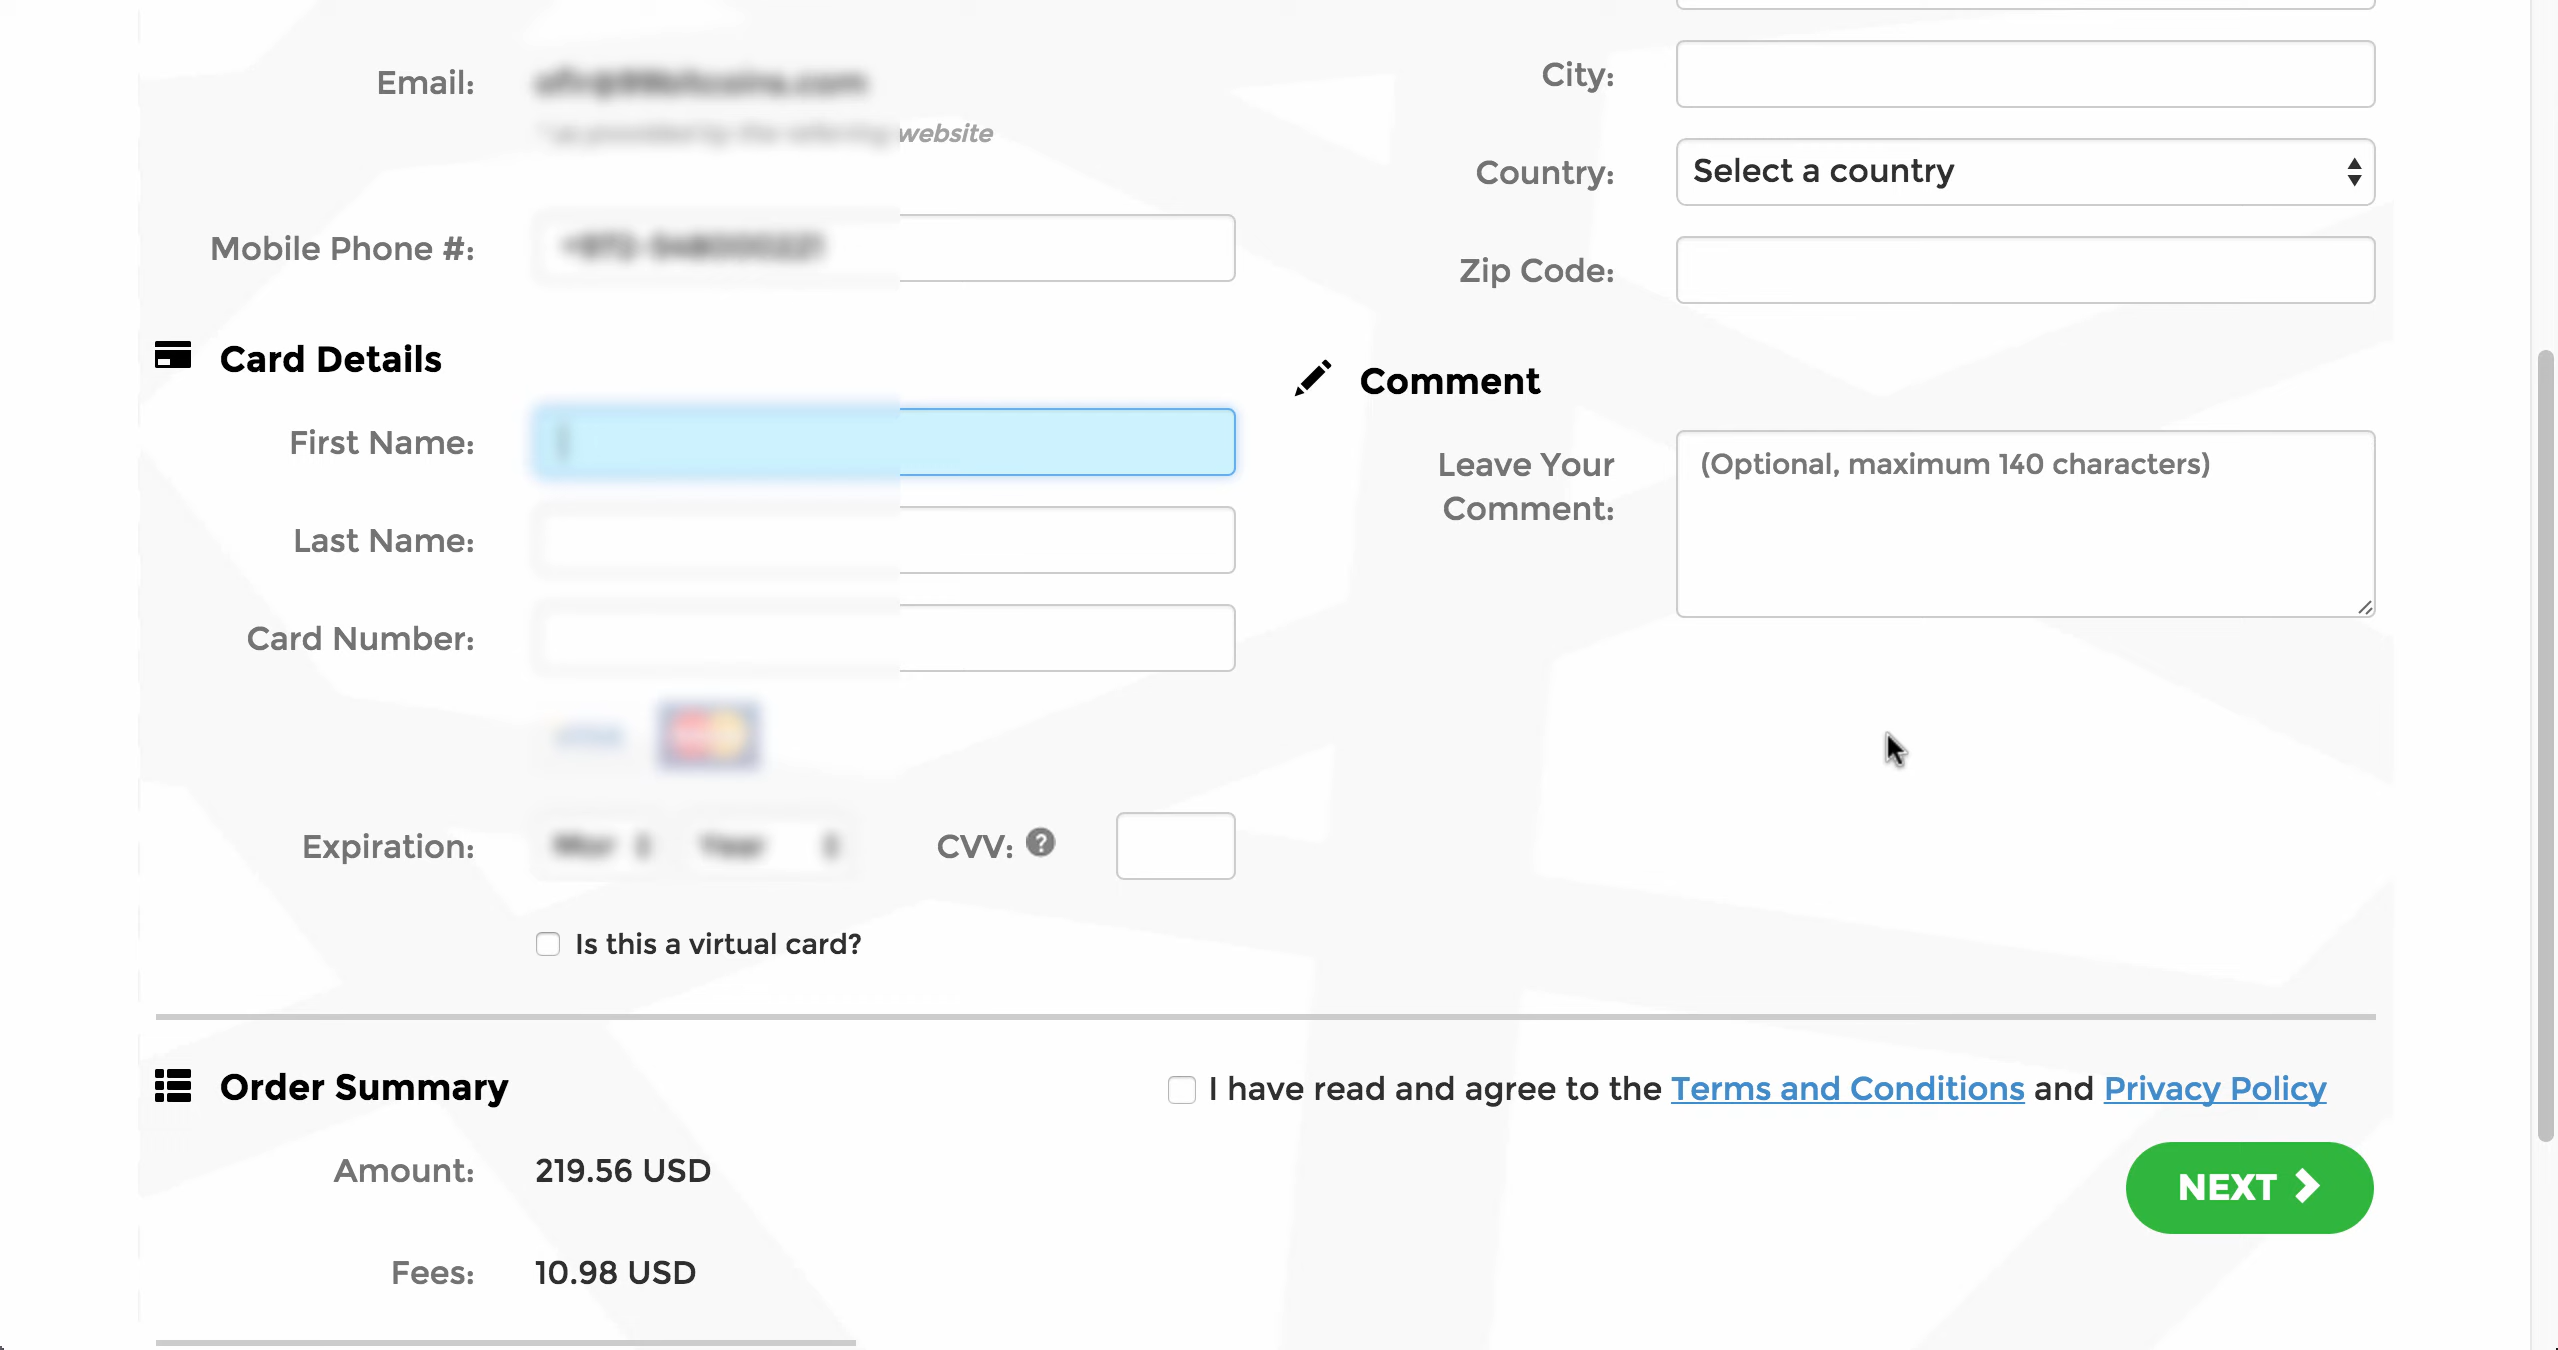 Email:
website
Mobile Phone #:
Card Details
First Name:
Last Name:
Card Number:
Expiration:
CVV: ?
Is this a virtual card?
City:
Country: Select a country
Zip Code:
Comment
Leave Your
Comment:
(Optional, maximum 140 characters)
Order Summary
Amount: 219.56 USD
Fees: 10.98 USD
I have read and agree to the Terms and Conditions and Privacy Policy
NEXT